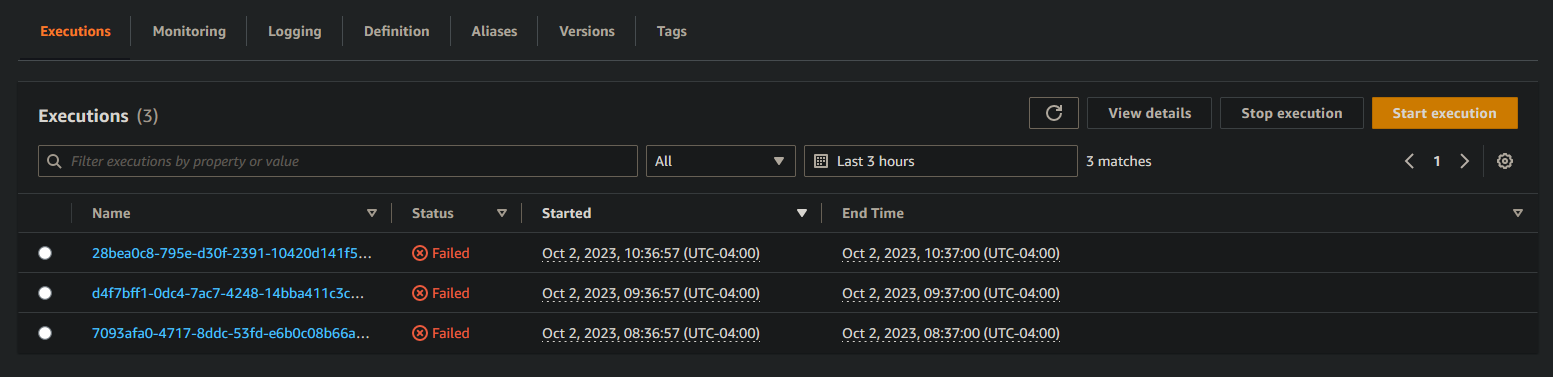 Executions Monitoring Logging Definition Aliases Versions Tags
Executions (3) View details Stop execution Start execution
Filter executions by property or value All Last 3 hours 3 matches 1
Name Status Started End Time
28bea0c8-795e-d30f-2391-10420d141f5... Failed Oct 2, 2023, 10:36:57 (UTC-04:00) Oct 2, 2023, 10:37:00 (UTC-04:00)
d4f7bff1-0dc4-7ac7-4248-14bba411c3c... Failed Oct 2, 2023, 09:36:57 (UTC-04:00) Oct 2, 2023, 09:37:00 (UTC-04:00)
7093afa0-4717-8ddc-53fd-e6b0c08b66a... Failed Oct 2, 2023, 08:36:57 (UTC-04:00) Oct 2, 2023, 08:37:00 (UTC-04:00)